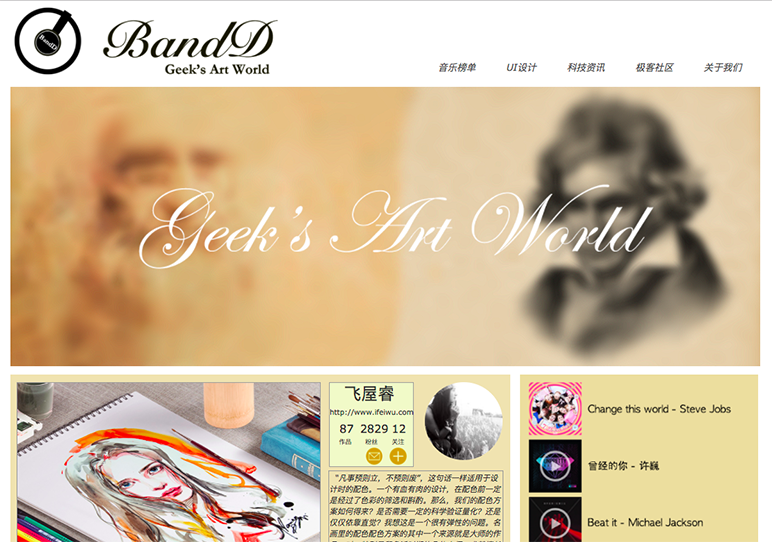 BandD
BandD
Geek's Art World
音乐榜单 UI设计 科技资讯 极客社区 关于我们
Geek's Art World
飞屋睿
http://www.ifeiwu.com
87 2829 12
作品 粉丝 关注
"凡事预则立，不预则废"，这句话一样适用于设
计时的配色。一个有血有肉的设计，在配色前一定
是经过了色彩的筛选和斟酌。那么，我们的配色方
案如何得来？是否需要一定的科学验证量化？还是
仅仅依靠直觉？我想这是一个很有弹性的问题。名
画里的配色配色方案的其中一个来源就是大师的作
Change this world - Steve Jobs
曾经的你 - 许巍
Beat it - Michael Jackson